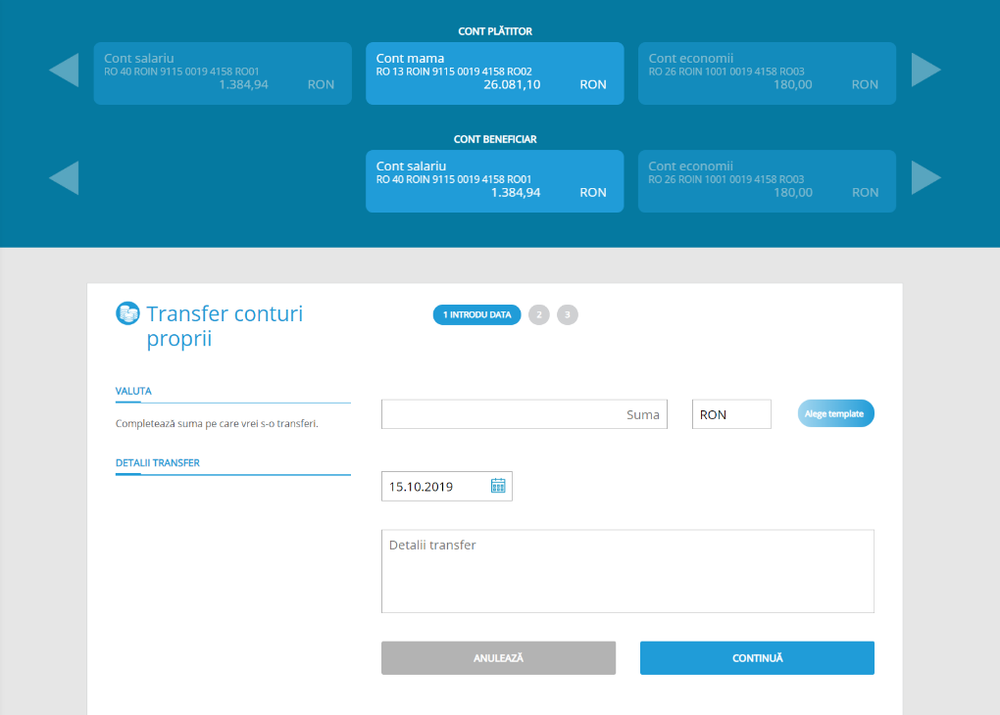 CONT PLĂTITOR
Cont salariu
RO 40 ROIN 9115 0019 4158 RO01
1.384,94 RON
Cont mama
RO 13 ROIN 9115 0019 4158 RO02
26.081,10 RON
Cont economii
RO 26 ROIN 1001 0019 4158 RO03
180,00 RON
CONT BENEFICIAR
Cont salariu
RO 40 ROIN 9115 0019 4158 RO01
1.384,94 RON
Cont economii
RO 26 ROIN 1001 0019 4158 RO03
180,00 RON
Transfer conturi
proprii
1 INTRODU DATA 2 3
VALUTA
Completează suma pe care vrei s-o transferi.
Suma RON Alege template
DETALII TRANSFER
15.10.2019
Detalii transfer
ANULEAZĂ CONTINUĂ